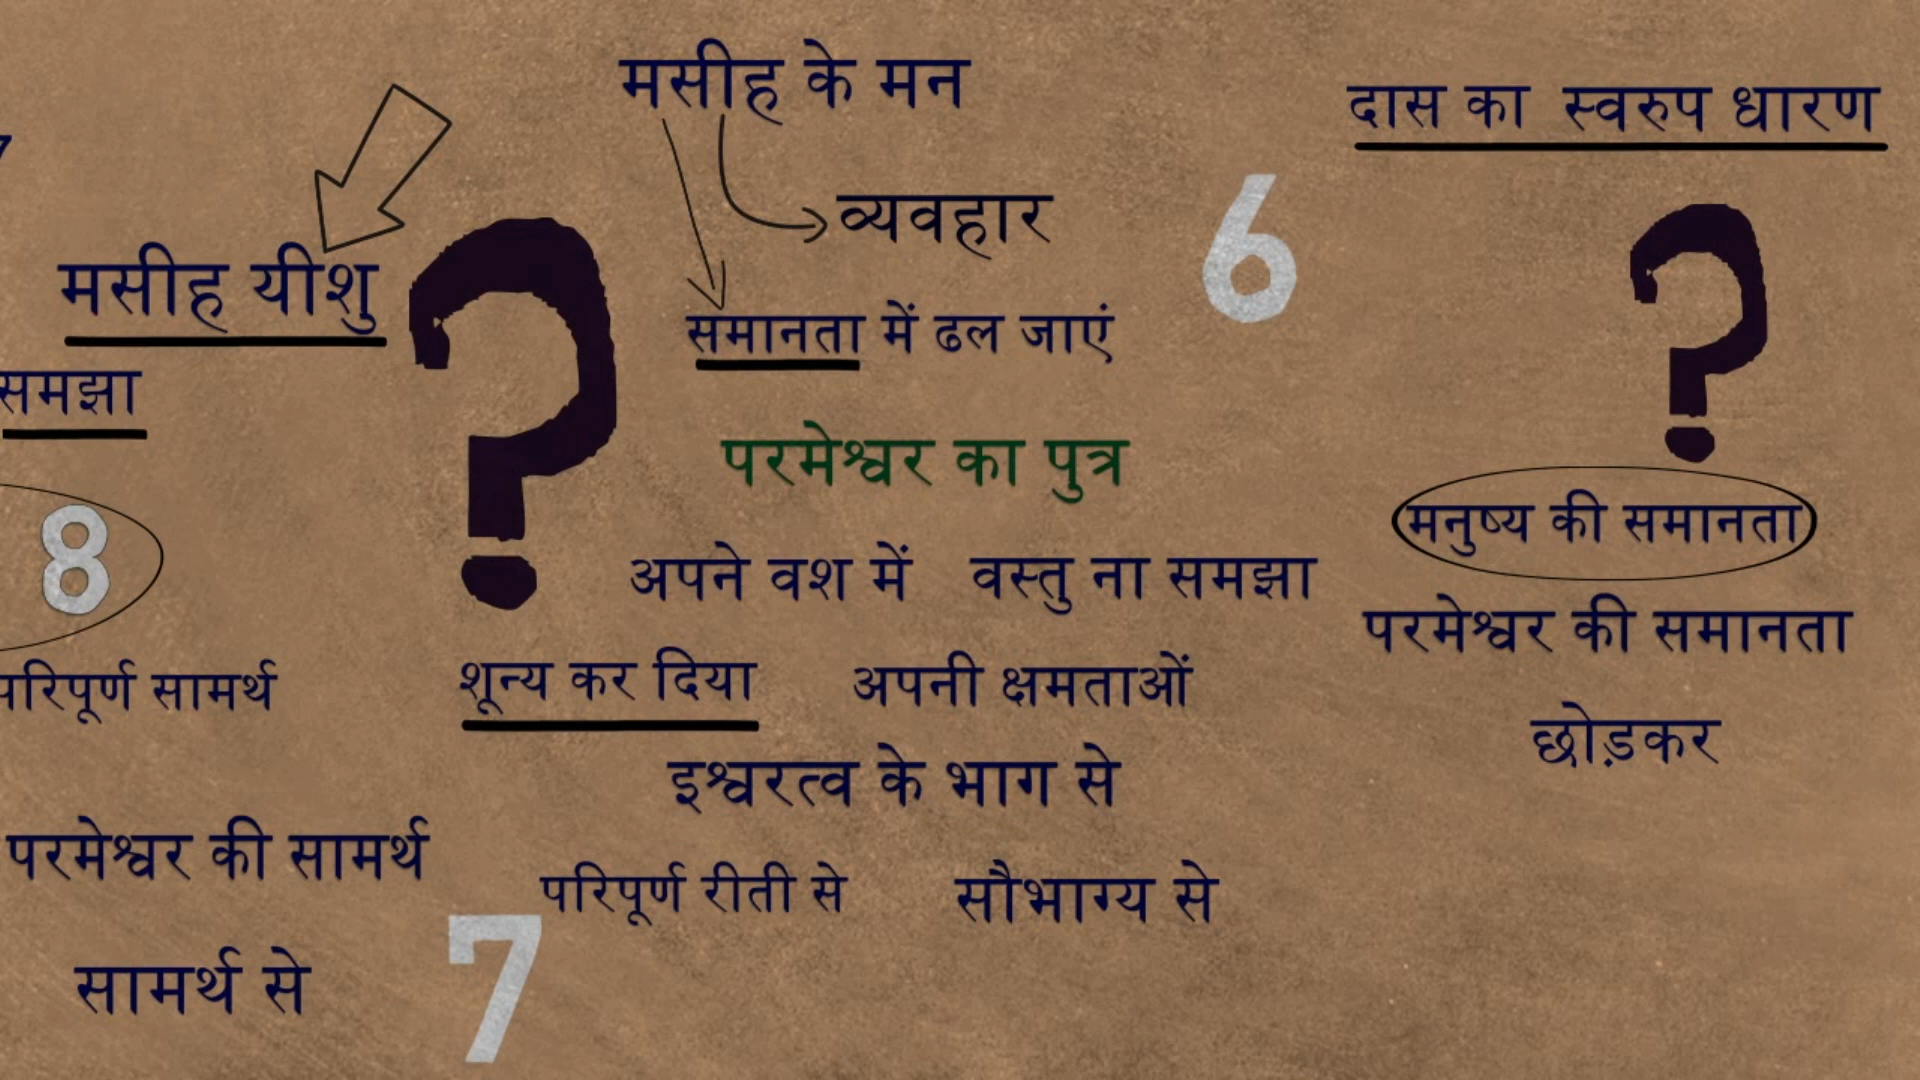 मसीह के मन
दास का स्वरुप धारण
व्यवहार
6
मसीह यीशु
समानता में ढल जाएं
समझा
परमेश्वर का पुत्र
8
मनुष्य की समानता
अपने वश में वस्तु ना समझा
परमेश्वर की समानता
परिपूर्ण सामर्थ
शून्य कर दिया अपनी क्षमताओं
छोड़कर
इश्वरत्व के भाग से
परमेश्वर की सामर्थ
परिपूर्ण रीती से सौभाग्य से
7
सामर्थ से